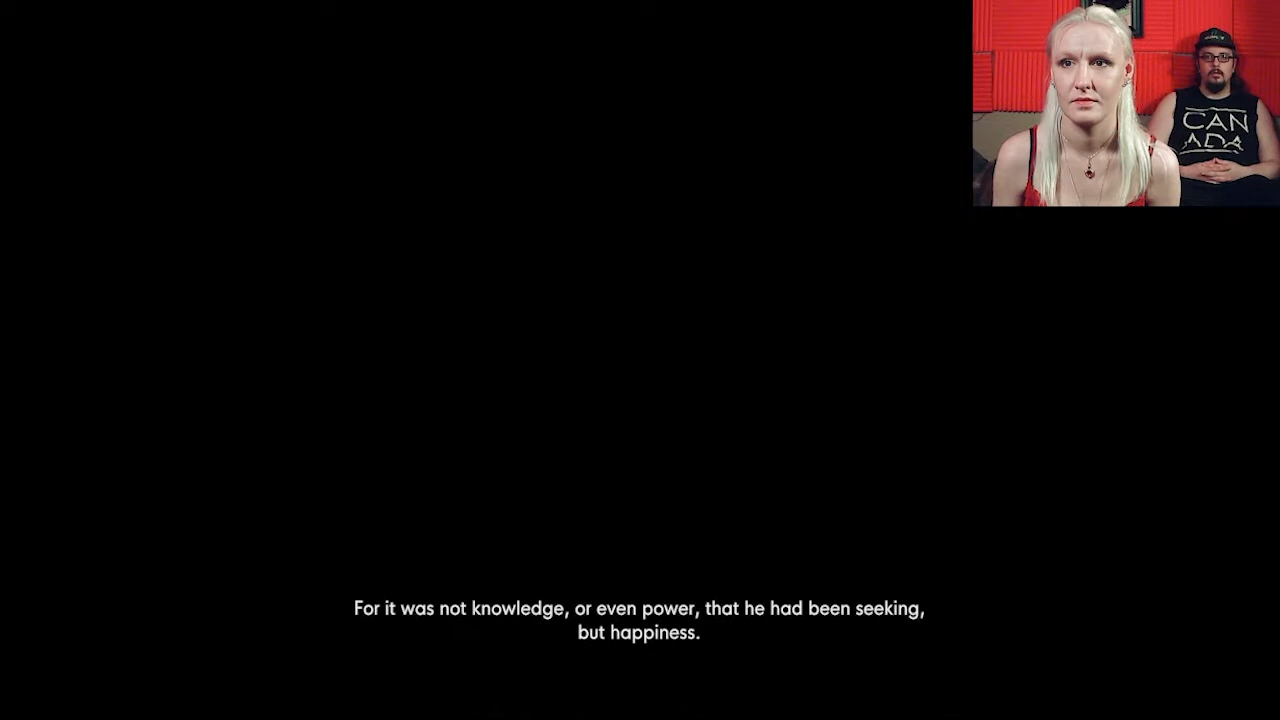 CAN
ADA
For it was not knowledge, or even power, that he had been seeking,
but happiness.